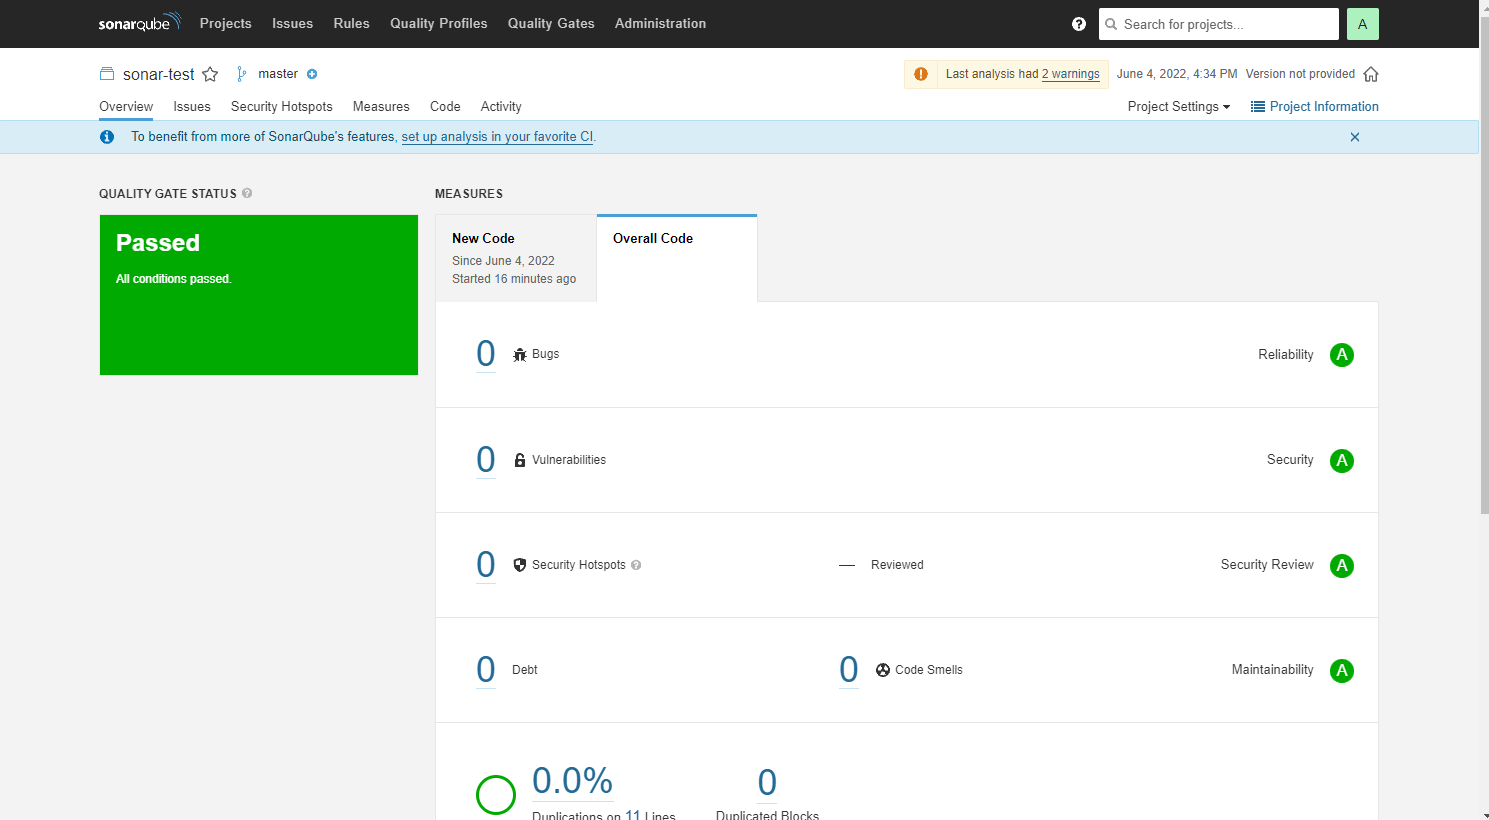 sonarqube Projects Issues Rules Quality Profiles Quality Gates Administration ? Search for projects... A
sonar-test master Last analysis had 2 warnings June 4, 2022, 4:34 PM Version not provided
Overview Issues Security Hotspots Measures Code Activity Project Settings Project Information
To benefit from more of SonarQube's features, set up analysis in your favorite CI.
QUALITY GATE STATUS ?
Passed
All conditions passed.
MEASURES
New Code
Since June 4, 2022
Started 16 minutes ago
Overall Code
0 Bugs Reliability A
0 Vulnerabilities Security A
0 Security Hotspots ? — Reviewed Security Review A
0 Debt 0 Code Smells Maintainability A
0.0% 0
Duplications on 11 Lines Duplicated Blocks